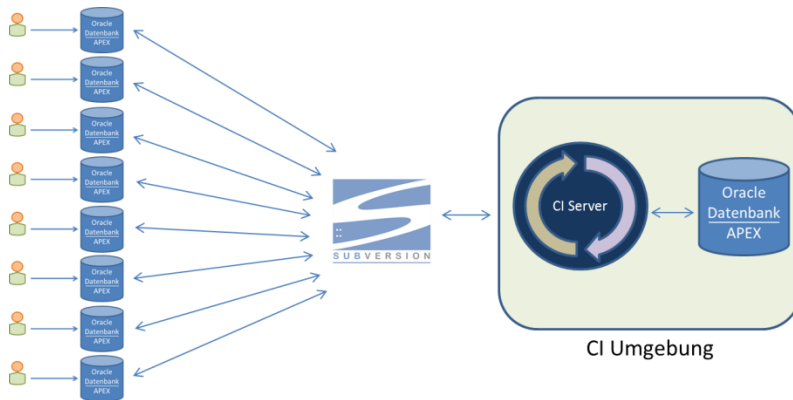 Oracle
Datenbank
APEX
Oracle
Datenbank
APEX
Oracle
Datenbank
APEX
Oracle
Datenbank
APEX
Oracle
Datenbank
APEX
Oracle
Datenbank
APEX
Oracle
Datenbank
APEX
Oracle
Datenbank
APEX
SUBVERSION
CI Server
Oracle
Datenbank
APEX
CI Umgebung